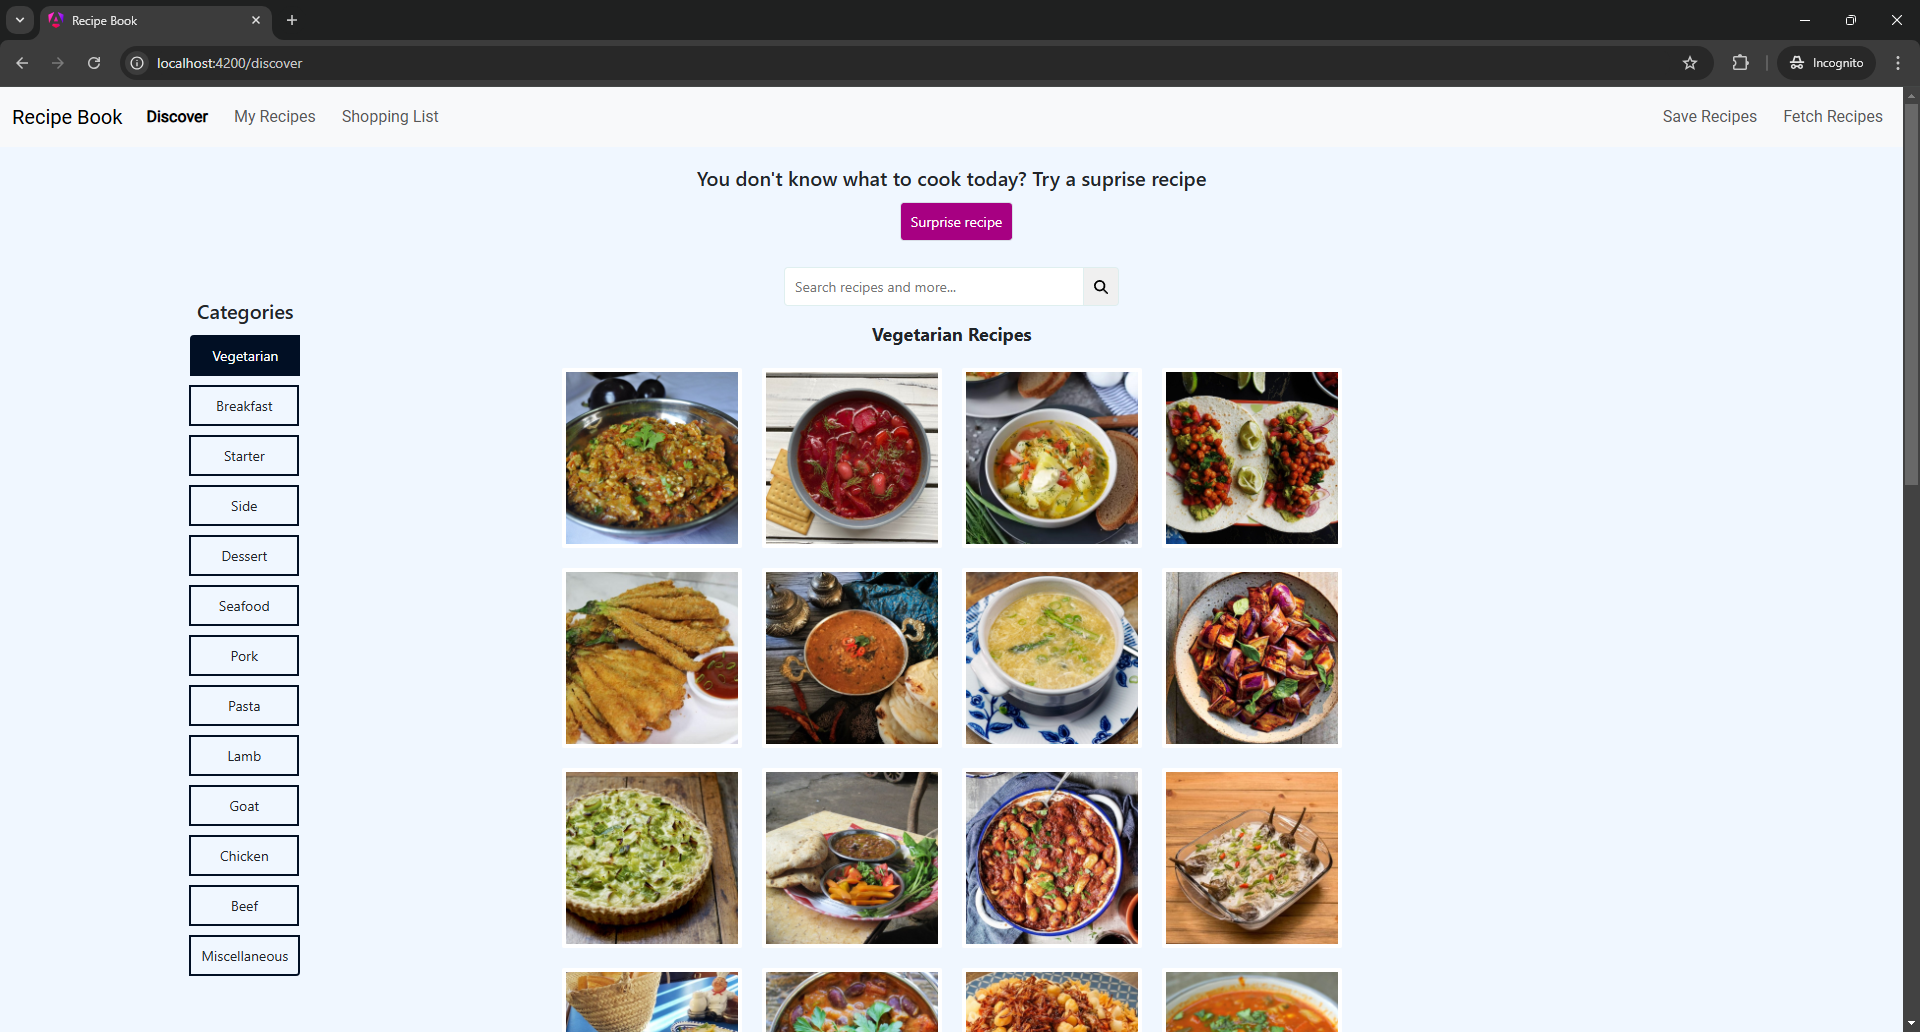 Recipe Book
localhost:4200/discover
Incognito
Recipe Book Discover My Recipes Shopping List Save Recipes Fetch Recipes
You don't know what to cook today? Try a suprise recipe
Surprise recipe
Search recipes and more...
Categories
Vegetarian
Breakfast
Starter
Side
Dessert
Seafood
Pork
Pasta
Lamb
Goat
Chicken
Beef
Miscellaneous
Vegetarian Recipes